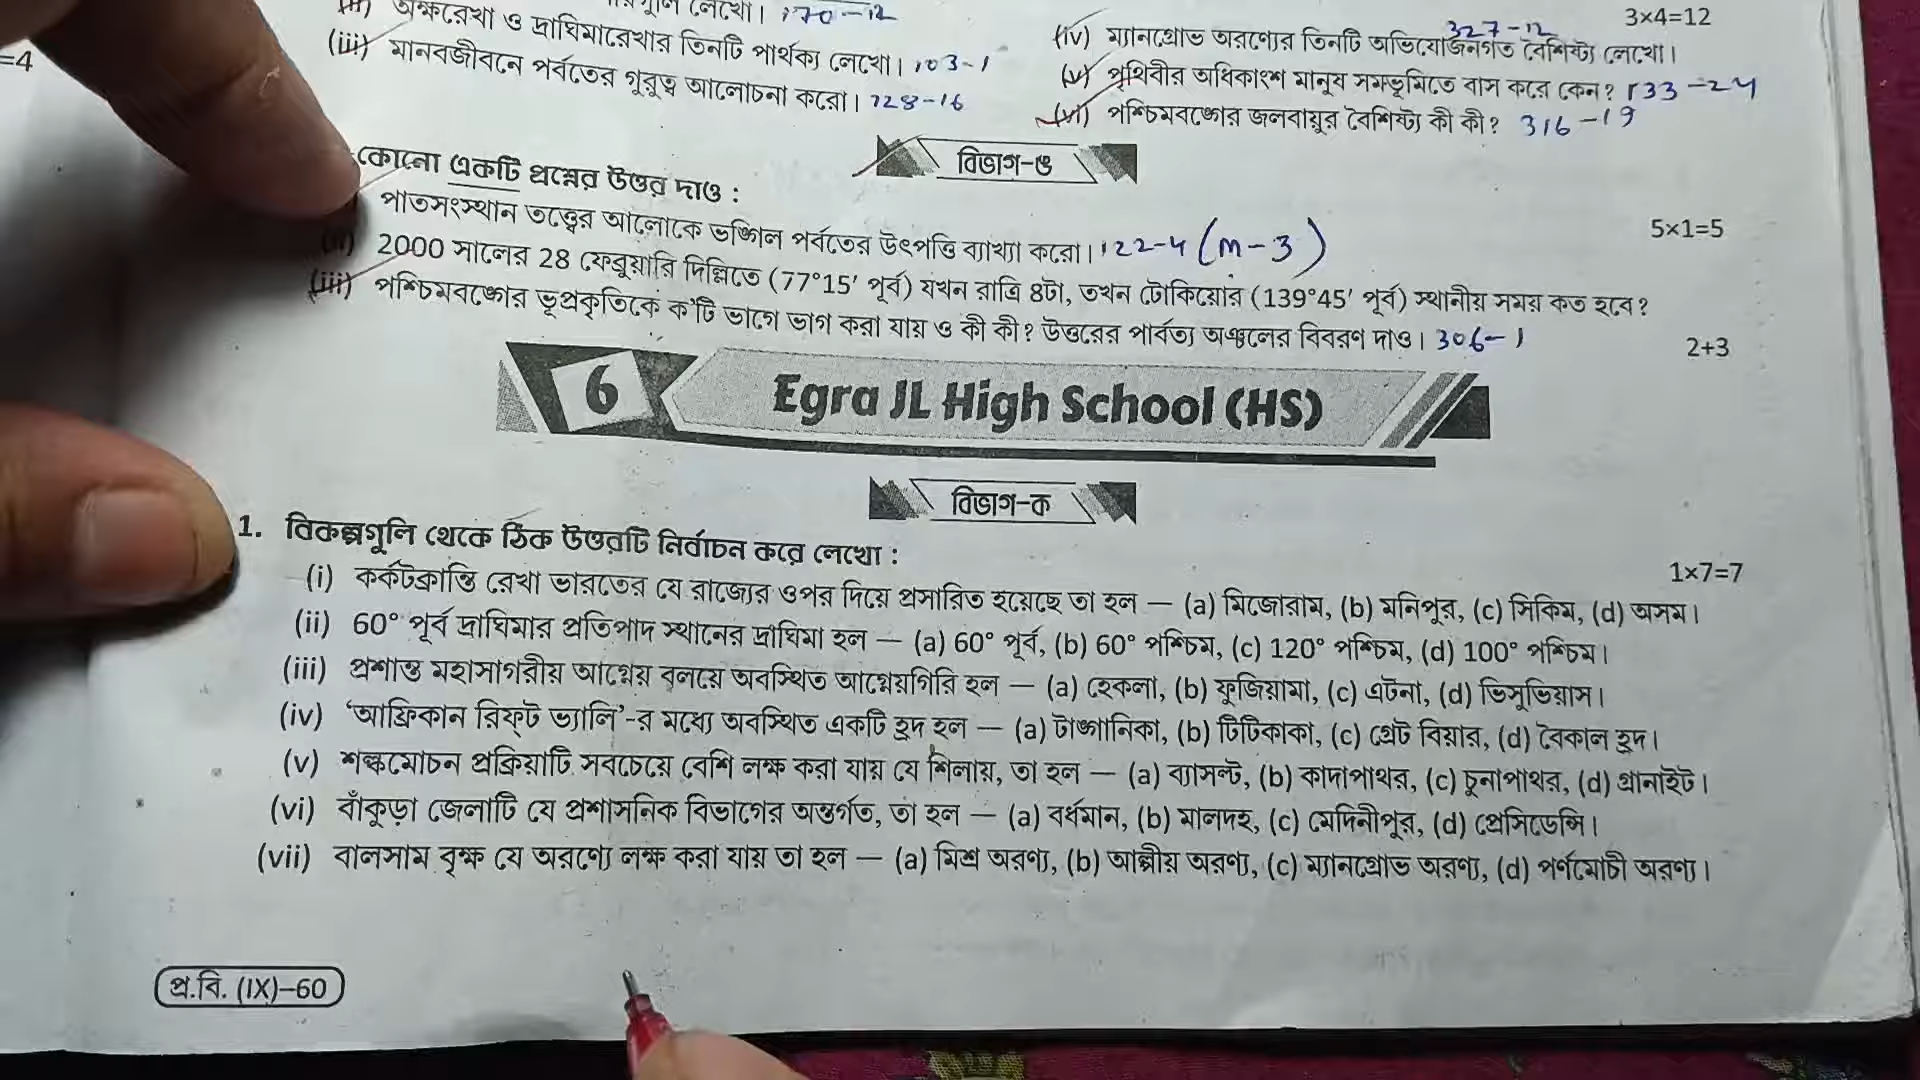 লেখো। 170-12
3×4=12
অক্ষরেখা ও দ্রাঘিমারেখার তিনটি পার্থক্য লেখো। 103-1
(iii) মানবজীবনে পর্বতের গুরুত্ব আলোচনা করো। 128-16
=4
327-12
(iv) ম্যানগ্রোভ অরণ্যের তিনটি অভিযোজনগত বৈশিষ্ট্য লেখো।
(v) পৃথিবীর অধিকাংশ মানুষ সমভূমিতে বাস করে কেন? 133-24
(vi) পশ্চিমবঙ্গের জলবায়ুর বৈশিষ্ট্য কী কী? 316-19
বিভাগ-ঙ
কোনো একটি প্রশ্নের উত্তর দাও :
5×1=5
পাতসংস্থান তত্ত্বের আলোকে ভঙ্গিল পর্বতের উৎপত্তি ব্যাখ্যা করো। 122-4 (m-3)
2000 সালের 28 ফেব্রুয়ারি দিল্লিতে (77°15′ পূর্ব) যখন রাত্রি 8টা, তখন টোকিয়োর (139°45′ পূর্ব) স্থানীয় সময় কত হবে?
(iii) পশ্চিমবঙ্গের ভূপ্রকৃতিকে ক'টি ভাগে ভাগ করা যায় ও কী কী? উত্তরের পার্বত্য অঞ্চলের বিবরণ দাও। 306-1
2+3
6 Egra JL High School (HS)
বিভাগ-ক
1. বিকল্পগুলি থেকে ঠিক উত্তরটি নির্বাচন করে লেখো :
1×7=7
(i) কর্কটক্রান্তি রেখা ভারতের যে রাজ্যের ওপর দিয়ে প্রসারিত হয়েছে তা হল — (a) মিজোরাম, (b) মনিপুর, (c) সিকিম, (d) অসম।
(ii) 60° পূর্ব দ্রাঘিমার প্রতিপাদ স্থানের দ্রাঘিমা হল — (a) 60° পূর্ব, (b) 60° পশ্চিম, (c) 120° পশ্চিম, (d) 100° পশ্চিম।
(iii) প্রশান্ত মহাসাগরীয় আগ্নেয় বলয়ে অবস্থিত আগ্নেয়গিরি হল — (a) হেকলা, (b) ফুজিয়ামা, (c) এটনা, (d) ভিসুভিয়াস।
(iv) 'আফ্রিকান রিফ্ট ভ্যালি'-র মধ্যে অবস্থিত একটি হ্রদ হল — (a) টাঙ্গানিকা, (b) টিটিকাকা, (c) গ্রেট বিয়ার, (d) বৈকাল হ্রদ।
(v) শল্কমোচন প্রক্রিয়াটি সবচেয়ে বেশি লক্ষ করা যায় যে শিলায়, তা হল — (a) ব্যাসল্ট, (b) কাদাপাথর, (c) চুনাপাথর, (d) গ্রানাইট।
(vi) বাঁকুড়া জেলাটি যে প্রশাসনিক বিভাগের অন্তর্গত, তা হল — (a) বর্ধমান, (b) মালদহ, (c) মেদিনীপুর, (d) প্রেসিডেন্সি।
(vii) বালসাম বৃক্ষ যে অরণ্যে লক্ষ করা যায় তা হল — (a) মিশ্র অরণ্য, (b) আল্পীয় অরণ্য, (c) ম্যানগ্রোভ অরণ্য, (d) পর্ণমোচী অরণ্য।
প্র.বি. (IX)–60